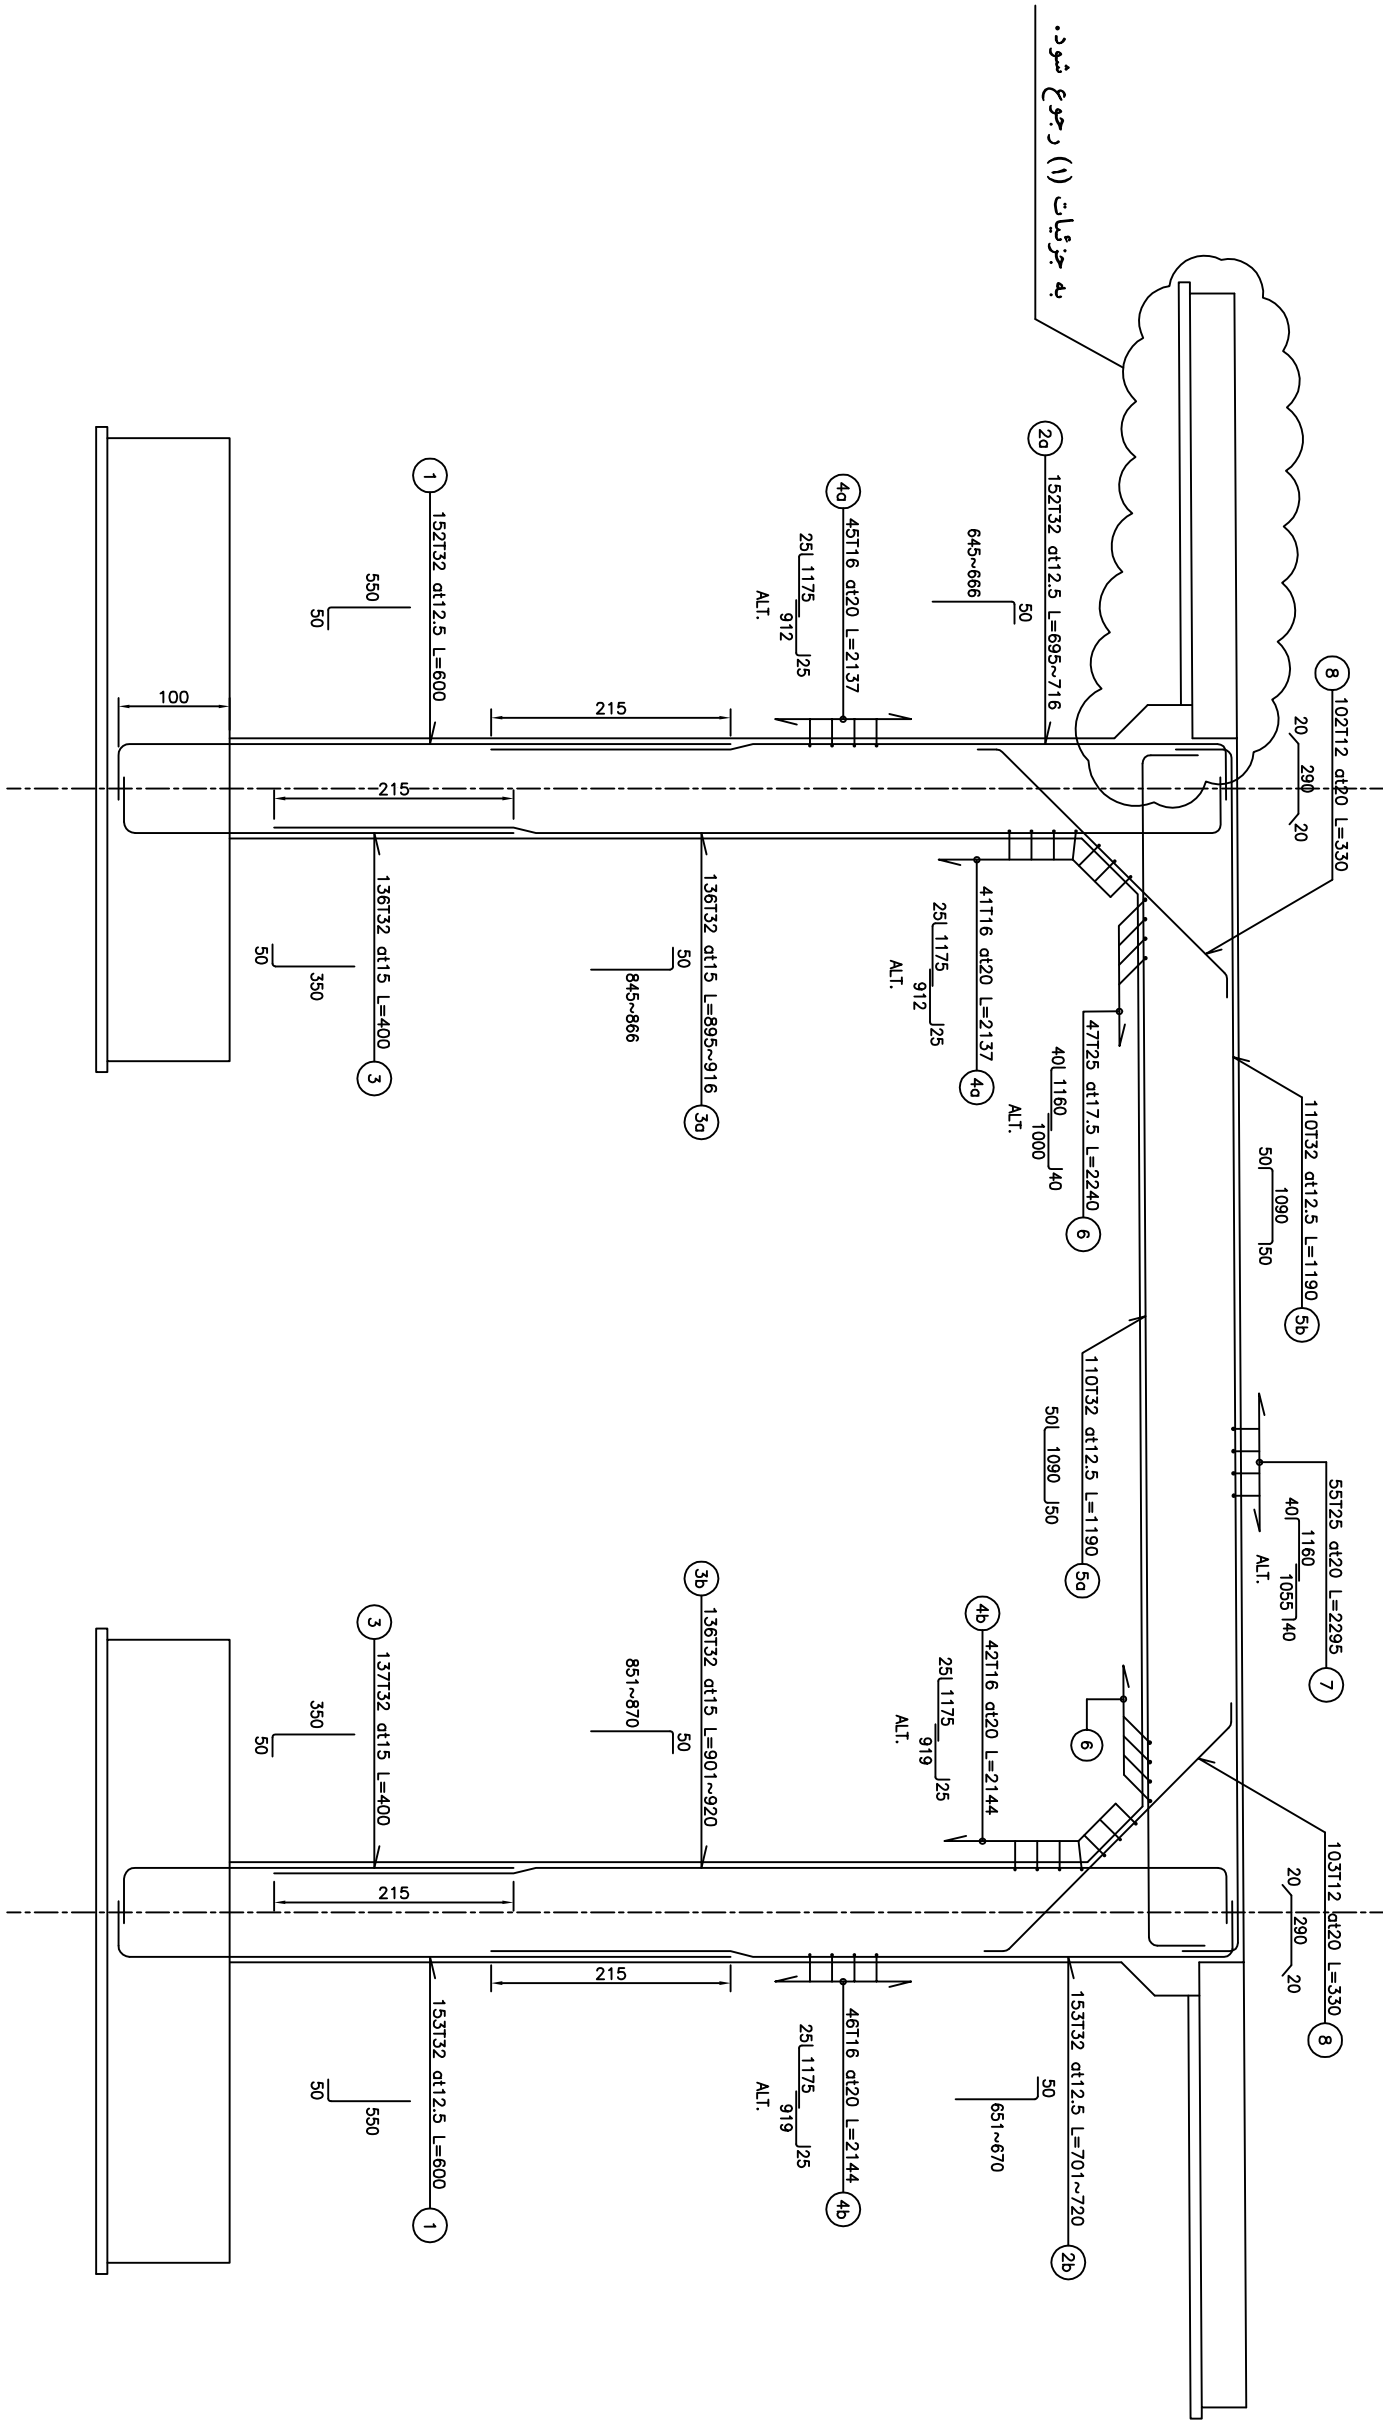 به جزئیات (۱) رجوع شود.
8
102T12 at20 L=330
20
290
20
2a
152T32 at12.5 L=695~716
645~666
50
4a
45T16 at20 L=2137
25
1175
912
25
ALT.
1
152T32 at12.5 L=600
550
50
100
215
215
136T32 at15 L=400
3
50
350
136T32 at15 L=895~916
3a
50
845~866
41T16 at20 L=2137
4a
25
1175
912
25
ALT.
47T25 at17.5 L=2240
6
40
1160
1000
40
ALT.
110T32 at12.5 L=1190
5b
50
1090
50
110T32 at12.5 L=1190
5a
50
1090
50
55T25 at20 L=2295
7
40
1160
1055
40
ALT.
6
4b
42T16 at20 L=2144
25
1175
919
25
ALT.
3b
136T32 at15 L=901~920
851~870
50
3
137T32 at15 L=400
350
50
215
215
103T12 at20 L=330
8
20
290
20
153T32 at12.5 L=701~720
2b
50
651~670
46T16 at20 L=2144
4b
25
1175
919
25
ALT.
153T32 at12.5 L=600
1
50
550